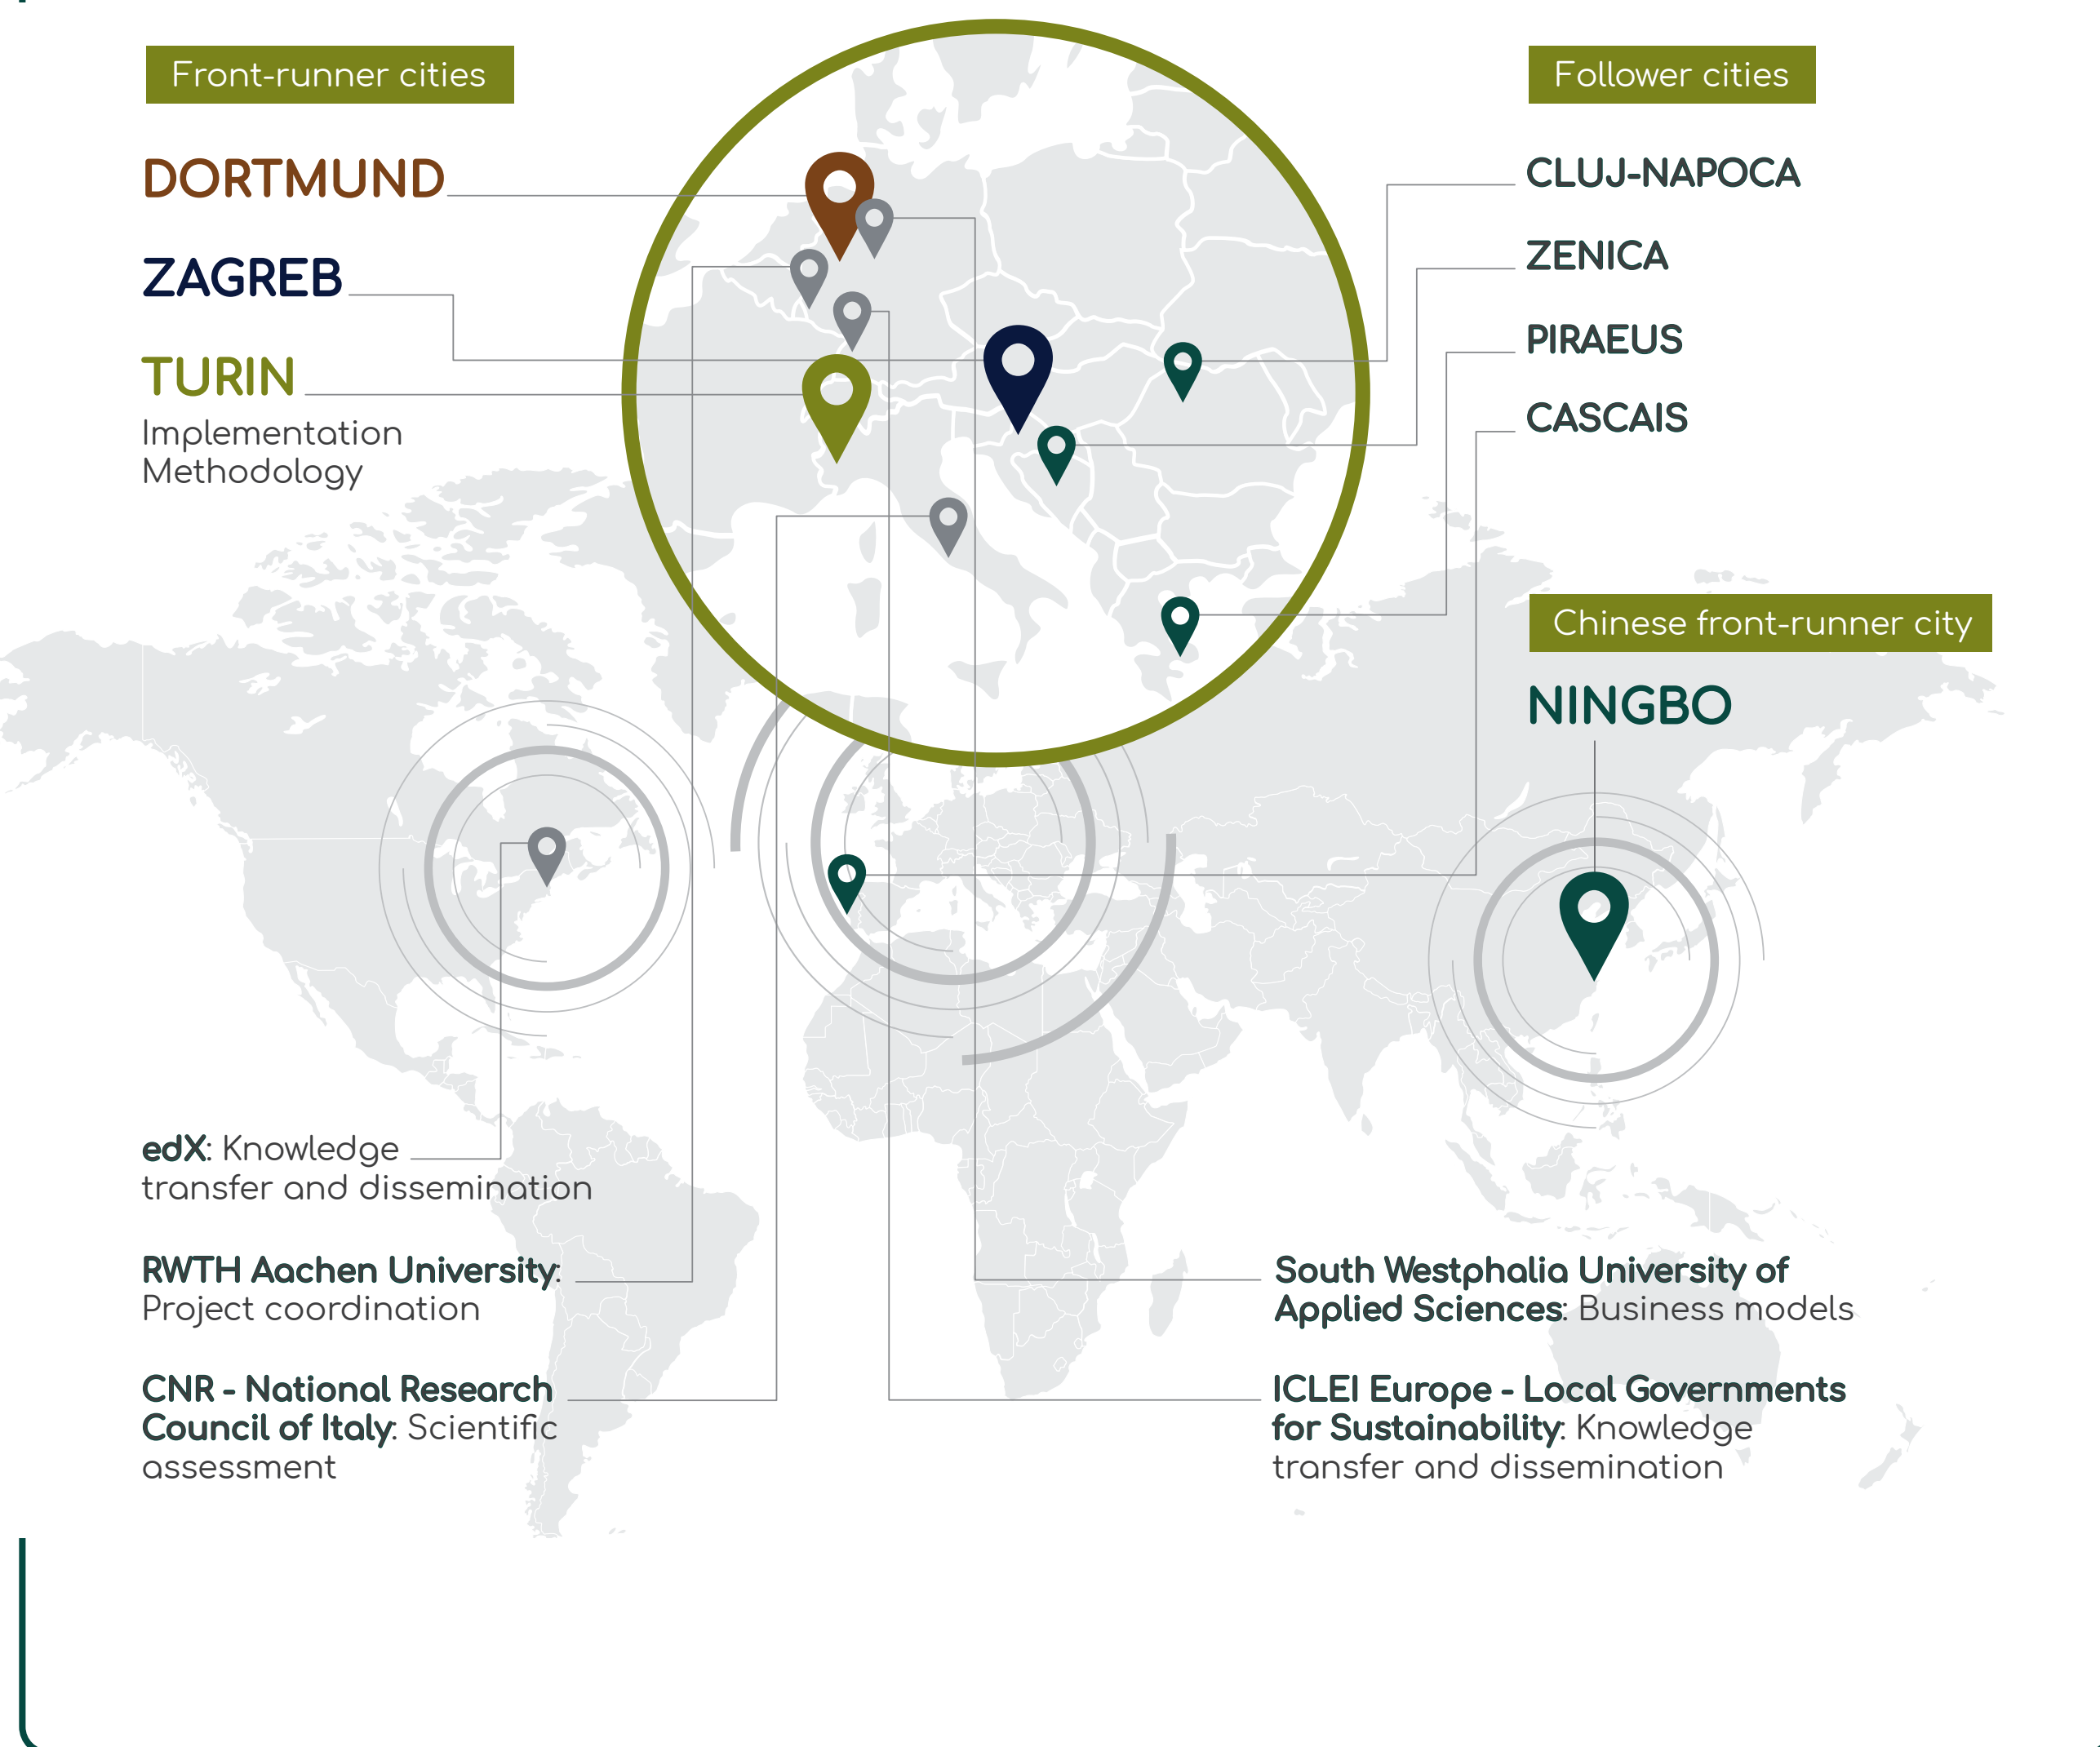 Front-runner cities
DORTMUND
ZAGREB
TURIN
Implementation
Methodology
Follower cities
CLUJ-NAPOCA
ZENICA
PIRAEUS
CASCAIS
Chinese front-runner city
NINGBO
edX: Knowledge
transfer and dissemination
RWTH Aachen University:
Project coordination
CNR - National Research
Council of Italy: Scientific
assessment
South Westphalia University of
Applied Sciences: Business models
ICLEI Europe - Local Governments
for Sustainability: Knowledge
transfer and dissemination